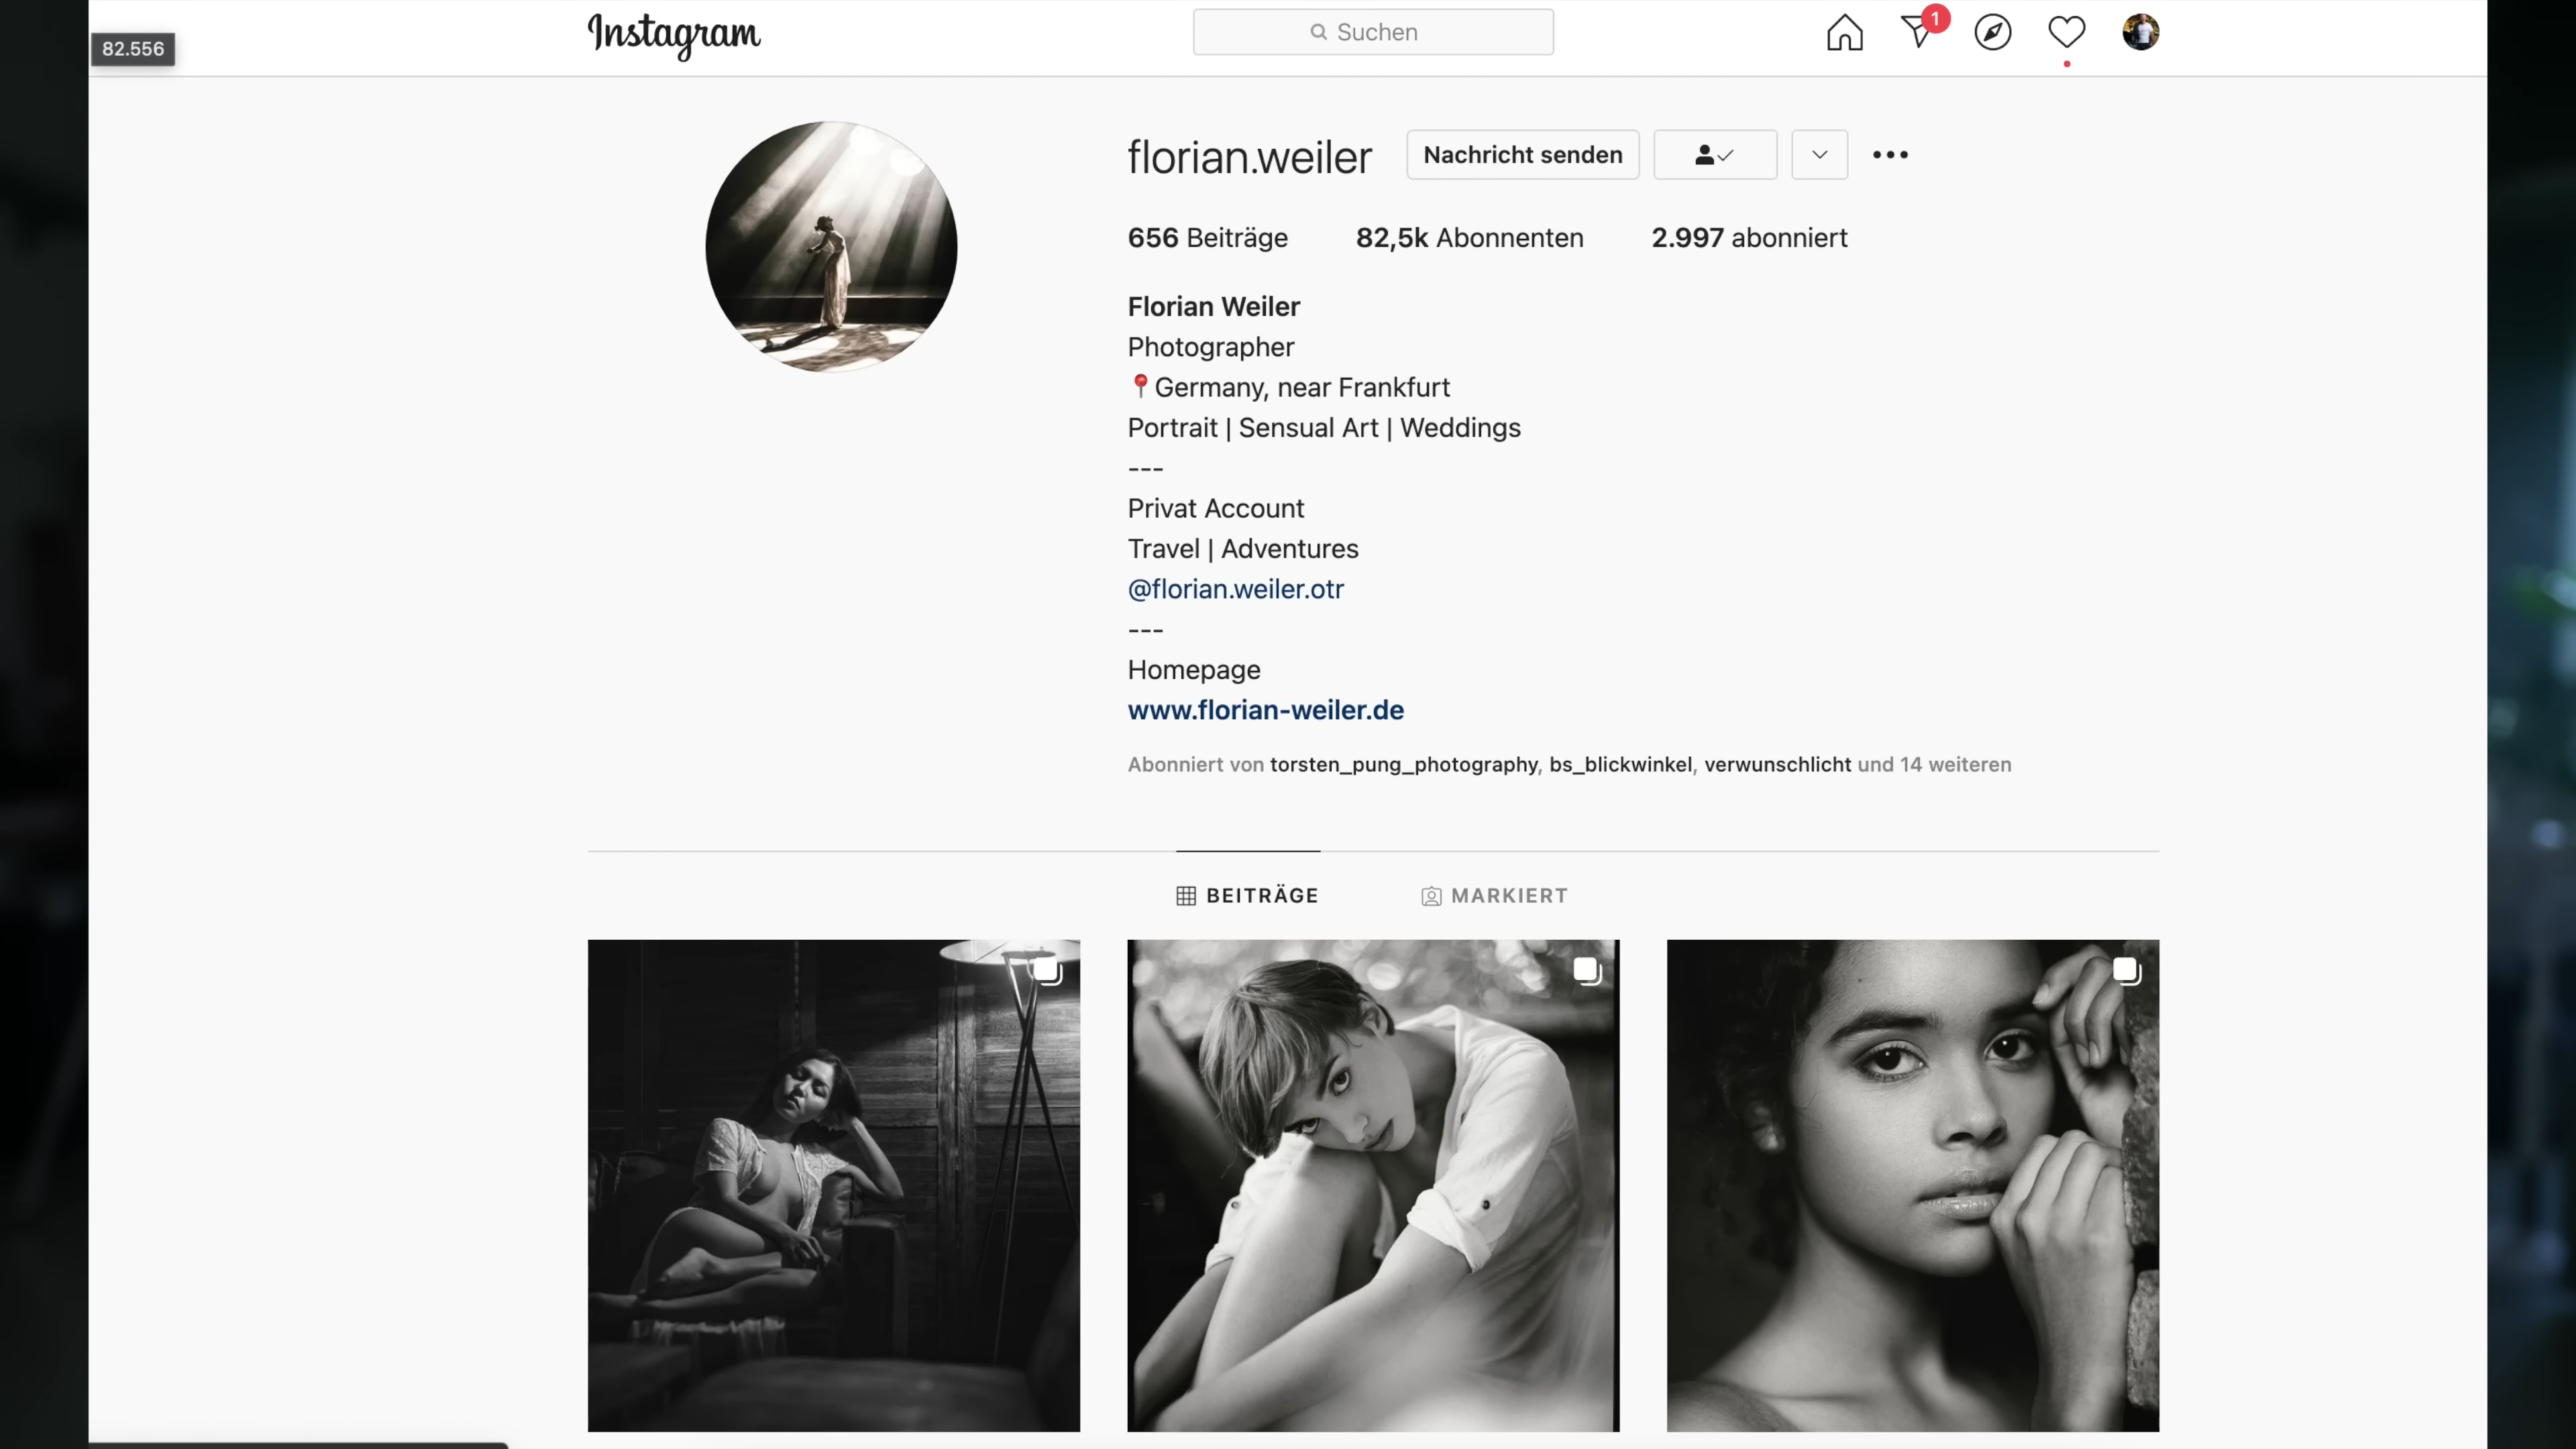 82.556
Instagram
Suchen
1
florian.weiler
Nachricht senden
656 Beiträge
82,5k Abonnenten
2.997 abonniert
Florian Weiler
Photographer
📍Germany, near Frankfurt
Portrait | Sensual Art | Weddings
---
Privat Account
Travel | Adventures
@florian.weiler.otr
---
Homepage
www.florian-weiler.de
Abonniert von torsten_pung_photography, bs_blickwinkel, verwunschlicht und 14 weiteren
BEITRÄGE
MARKIERT